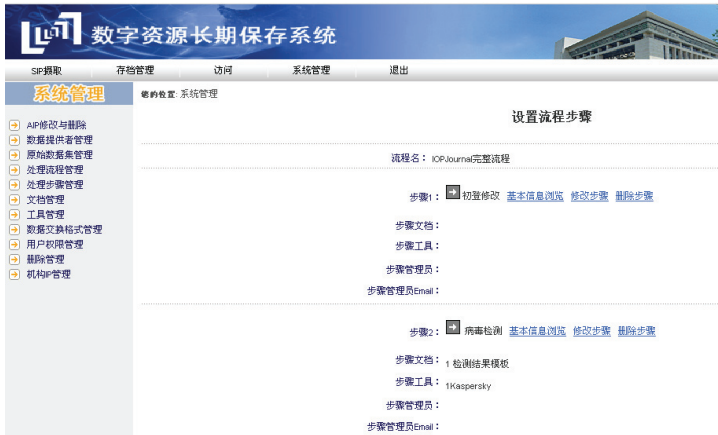 数字资源长期保存系统
SIP摄取 存档管理 访问 系统管理 退出
系统管理
您的位置: 系统管理
AIP修改与删除
数据提供者管理
原始数据集管理
处理流程管理
处理步骤管理
文档管理
工具管理
数据交换格式管理
用户权限管理
删除管理
机构IP管理
设置流程步骤
流程名： IOPJournal完整流程
步骤1： 初登修改 基本信息浏览 修改步骤 删除步骤
步骤文档：
步骤工具：
步骤管理员：
步骤管理员Email：
步骤2： 病毒检测 基本信息浏览 修改步骤 删除步骤
步骤文档： 1 检测结果模板
步骤工具： 1Kaspersky
步骤管理员：
步骤管理员Email：